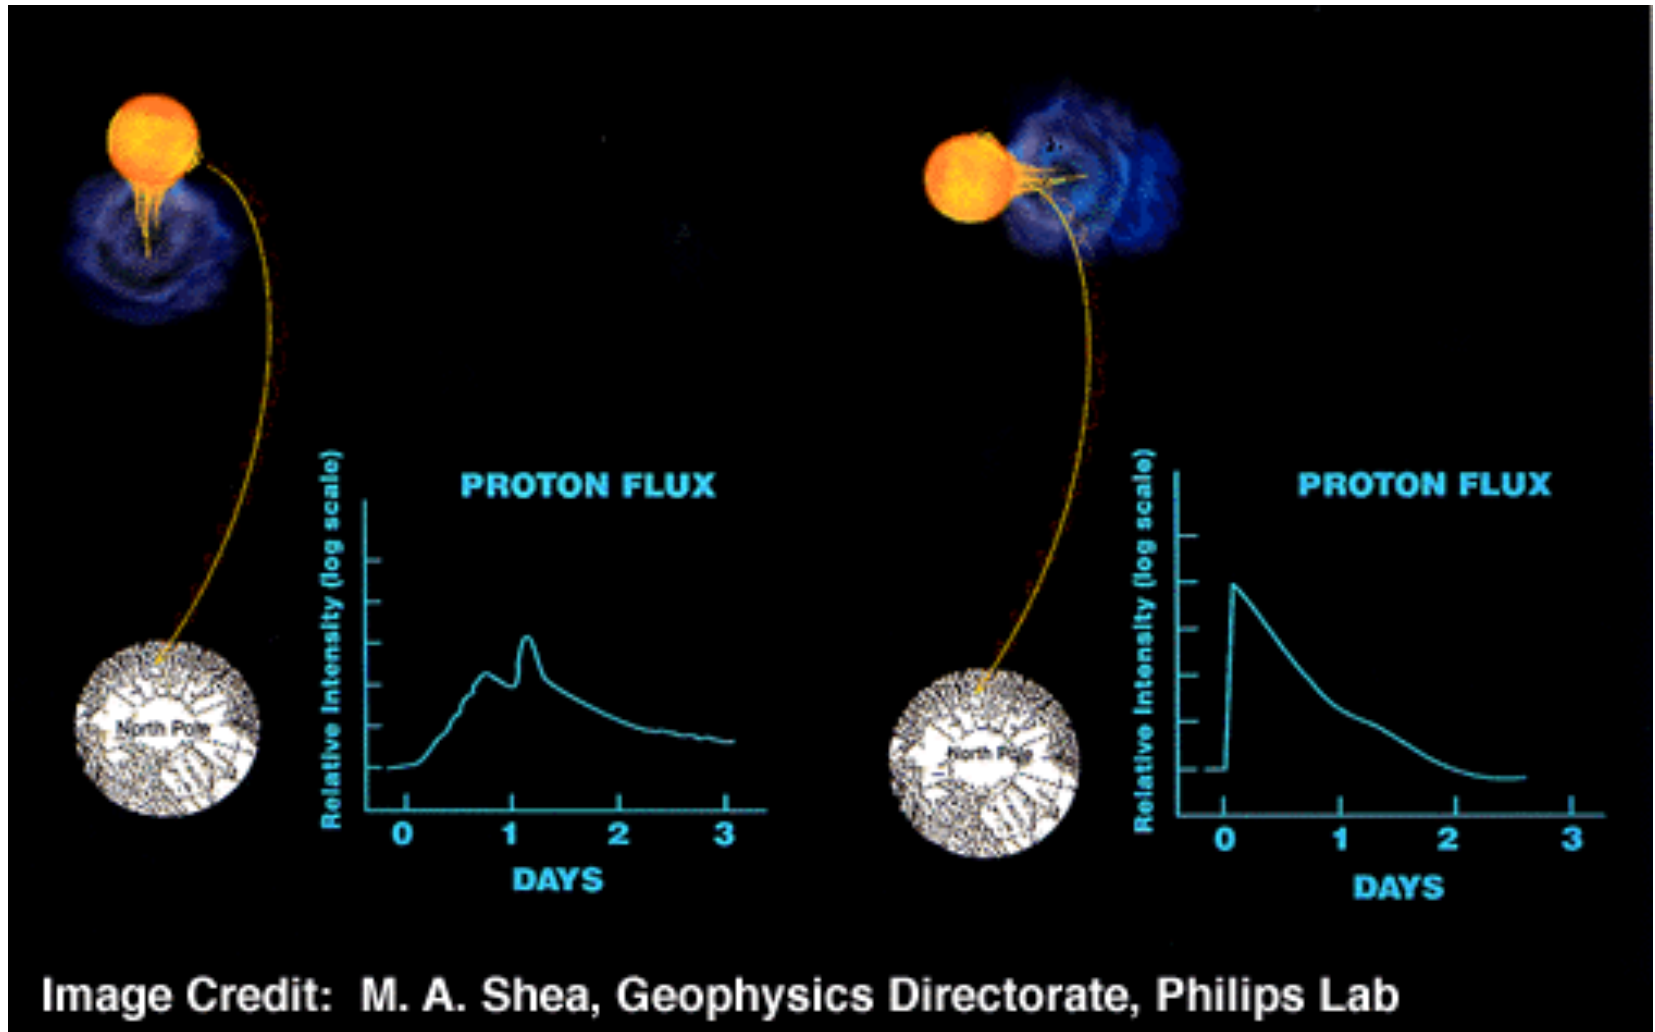 PROTON FLUX
Relative Intensity (log scale)
North Pole
0 1 2 3
DAYS
PROTON FLUX
Relative Intensity (log scale)
North Pole
0 1 2 3
DAYS
Image Credit: M. A. Shea, Geophysics Directorate, Philips Lab